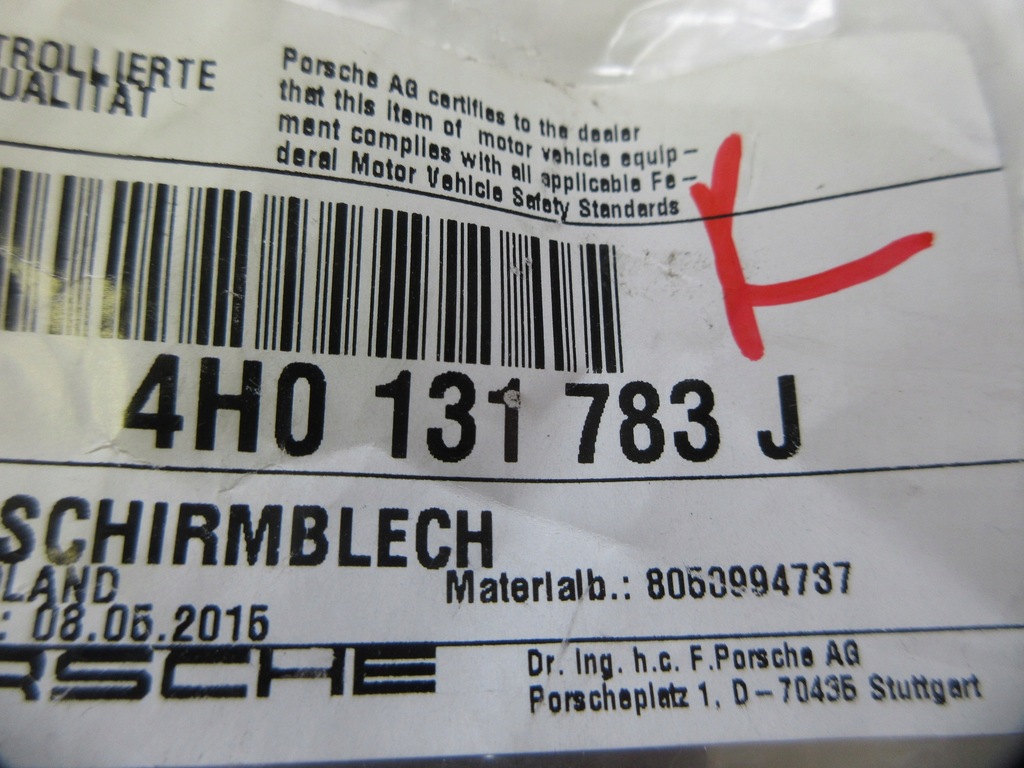 TROLLIERTE
UALITÄT
Porsche AG certifies to the dealer
that this item of motor vehicle equip-
ment complies with all applicable Fe-
deral Motor Vehicle Safety Standards
4H0 131 783 J
SCHIRMBLECH
LAND
Materialb.: 8050994737
: 08.05.2015
RSCHE
Dr. Ing. h.c. F.Porsche AG
Porscheplatz 1, D-70435 Stuttgart